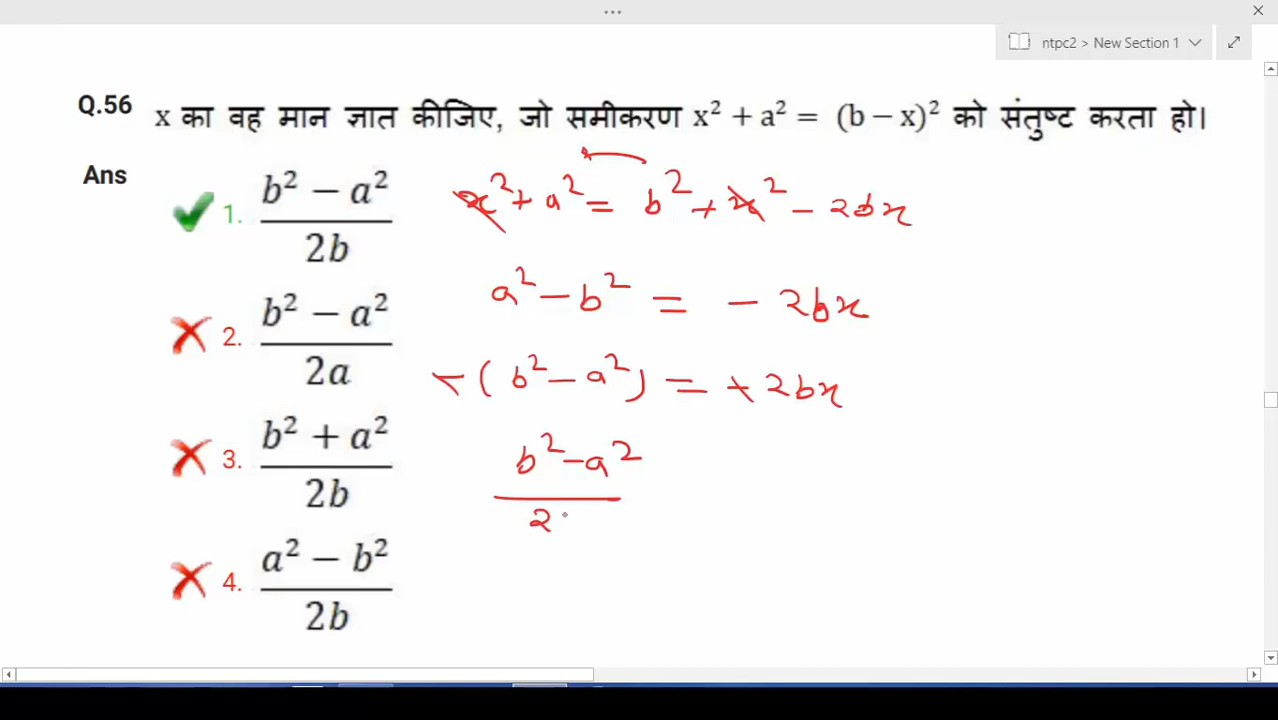 ntpc2 > New Section 1
Q.56 x का वह मान ज्ञात कीजिए, जो समीकरण x² + a² = (b − x)² को संतुष्ट करता हो।
Ans
1. b² − a² / 2b
2. b² − a² / 2a
3. b² + a² / 2b
4. a² − b² / 2b
x² + a² = b² + x² − 2bx
a² − b² = − 2bx
− (b² − a²) = − 2bx
b² − a² / 2